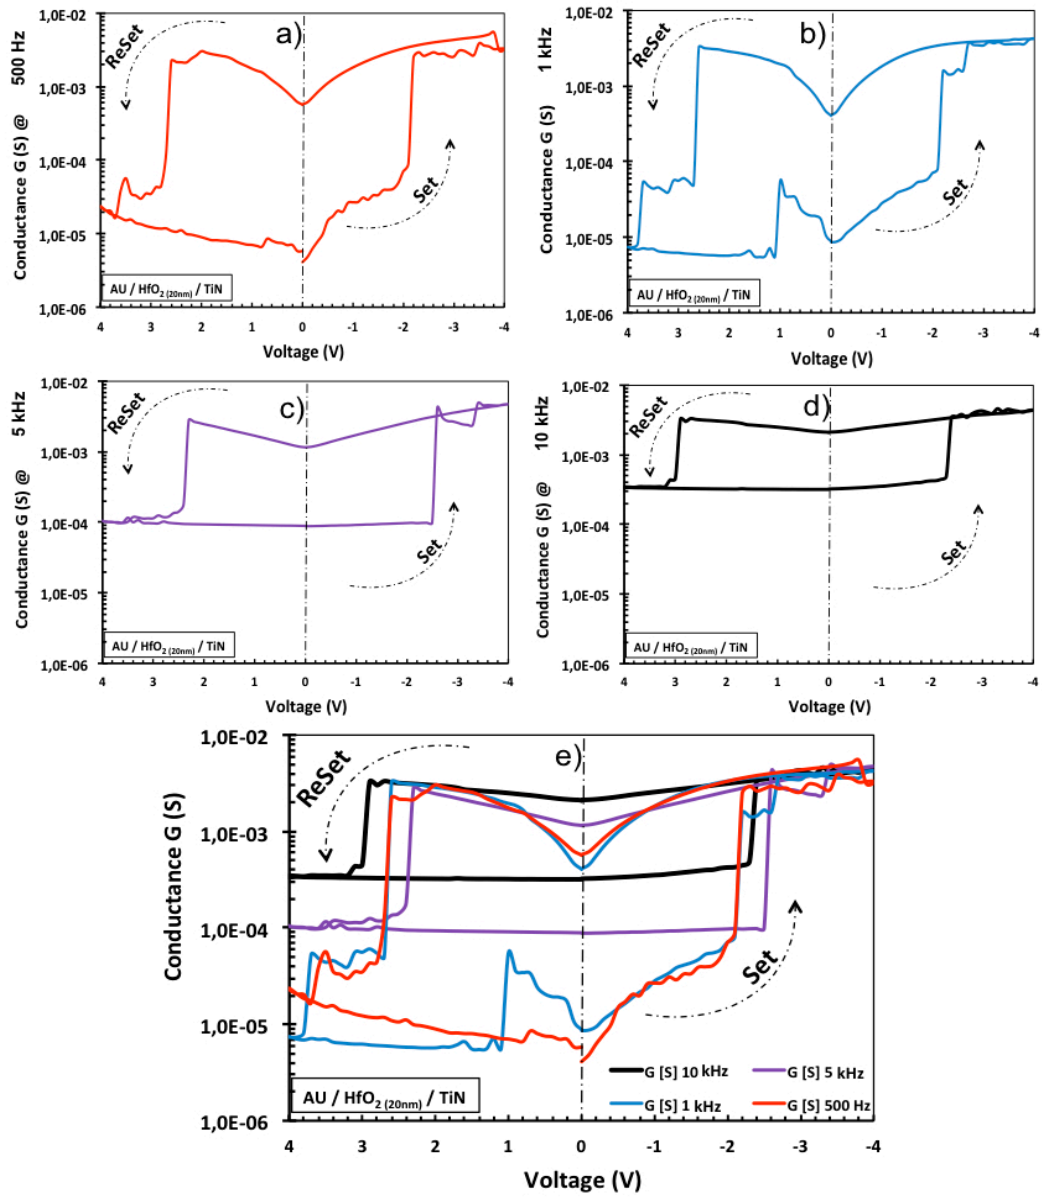 a)
500 Hz
Conductance G (S) @
1,0E-02
1,0E-03
1,0E-04
1,0E-05
1,0E-06
ReSet
Set
AU / HfO2 (20nm) / TiN
4 3 2 1 0 -1 -2 -3 -4
Voltage (V)
b)
1 kHz
Conductance G (S)
1,0E-02
1,0E-03
1,0E-04
1,0E-05
1,0E-06
ReSet
Set
AU / HfO2 (20nm) / TiN
4 3 2 1 0 -1 -2 -3 -4
Voltage (V)
c)
5 kHz
Conductance G (S) @
1,0E-02
1,0E-03
1,0E-04
1,0E-05
1,0E-06
ReSet
Set
AU / HfO2 (20nm) / TiN
4 3 2 1 0 -1 -2 -3 -4
Voltage (V)
d)
10 kHz
Conductance G (S) @
1,0E-02
1,0E-03
1,0E-04
1,0E-05
1,0E-06
ReSet
Set
AU / HfO2 (20nm) / TiN
4 3 2 1 0 -1 -2 -3 -4
Voltage (V)
e)
Conductance G (S)
1,0E-02
1,0E-03
1,0E-04
1,0E-05
1,0E-06
ReSet
Set
G [S] 10 kHz
G [S] 5 kHz
G [S] 1 kHz
G [S] 500 Hz
AU / HfO2 (20nm) / TiN
4 3 2 1 0 -1 -2 -3 -4
Voltage (V)